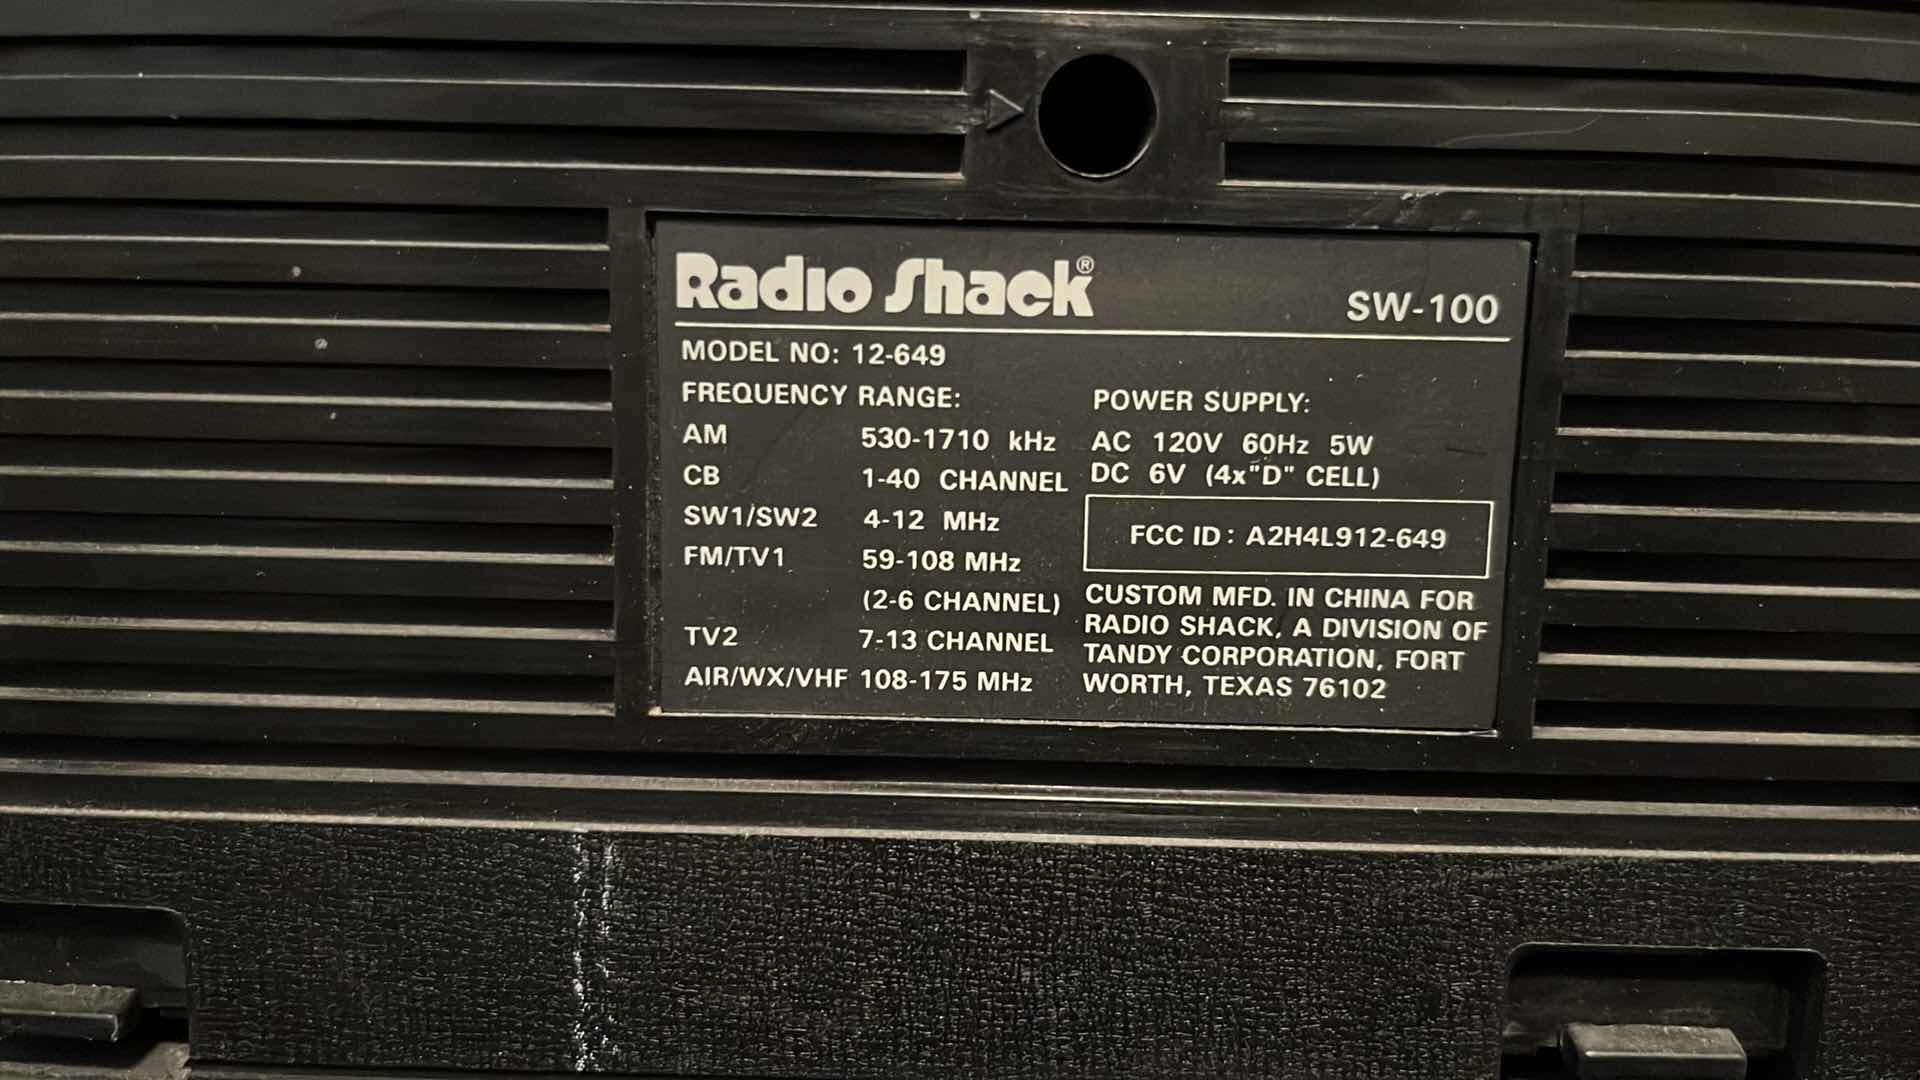 Radio Shack®
SW-100
MODEL NO: 12-649
FREQUENCY RANGE:
AM 530-1710 kHz
CB 1-40 CHANNEL
SW1/SW2 4-12 MHz
FM/TV1 59-108 MHz
(2-6 CHANNEL)
TV2 7-13 CHANNEL
AIR/WX/VHF 108-175 MHz
POWER SUPPLY:
AC 120V 60Hz 5W
DC 6V (4x"D" CELL)
FCC ID: A2H4L912-649
CUSTOM MFD. IN CHINA FOR
RADIO SHACK, A DIVISION OF
TANDY CORPORATION, FORT
WORTH, TEXAS 76102